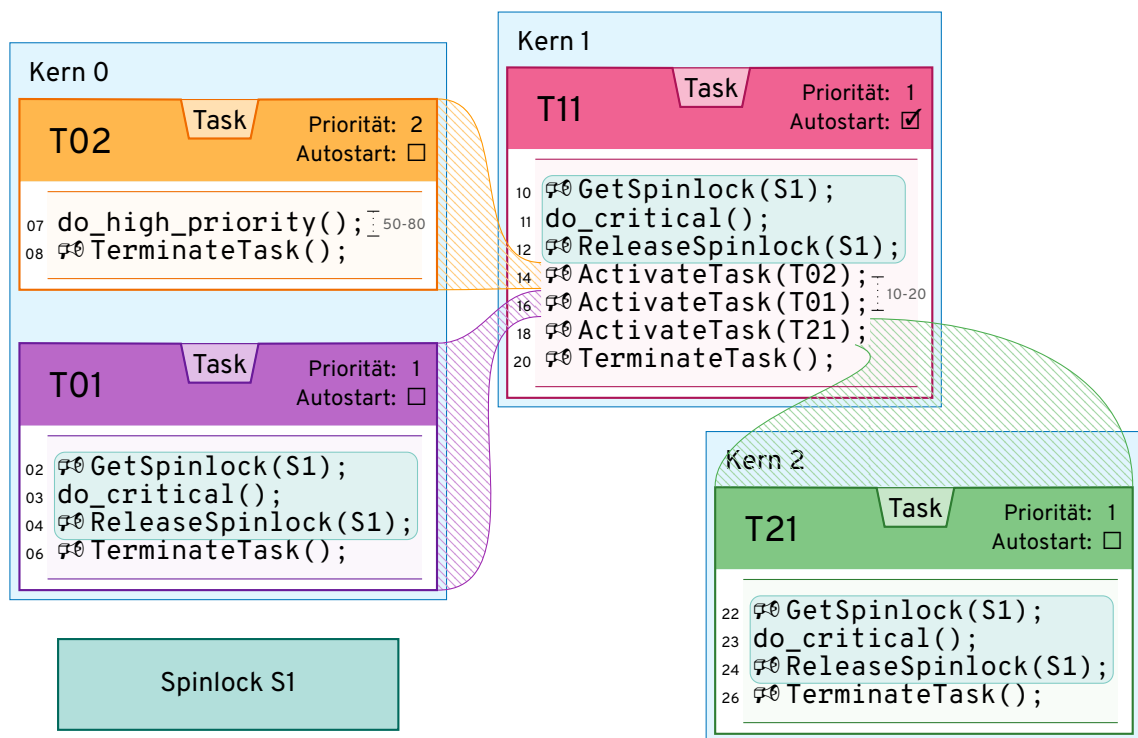 Kern 0
Task
T02
Priorität: 2
Autostart: ☐
07 do_high_priority(); 50-80
08 TerminateTask();
Task
T01
Priorität: 1
Autostart: ☐
02 GetSpinlock(S1);
03 do_critical();
04 ReleaseSpinlock(S1);
06 TerminateTask();
Spinlock S1
Kern 1
Task
T11
Priorität: 1
Autostart: ☑
10 GetSpinlock(S1);
11 do_critical();
12 ReleaseSpinlock(S1);
14 ActivateTask(T02);
10-20
16 ActivateTask(T01);
18 ActivateTask(T21);
20 TerminateTask();
Kern 2
Task
T21
Priorität: 1
Autostart: ☐
22 GetSpinlock(S1);
23 do_critical();
24 ReleaseSpinlock(S1);
26 TerminateTask();